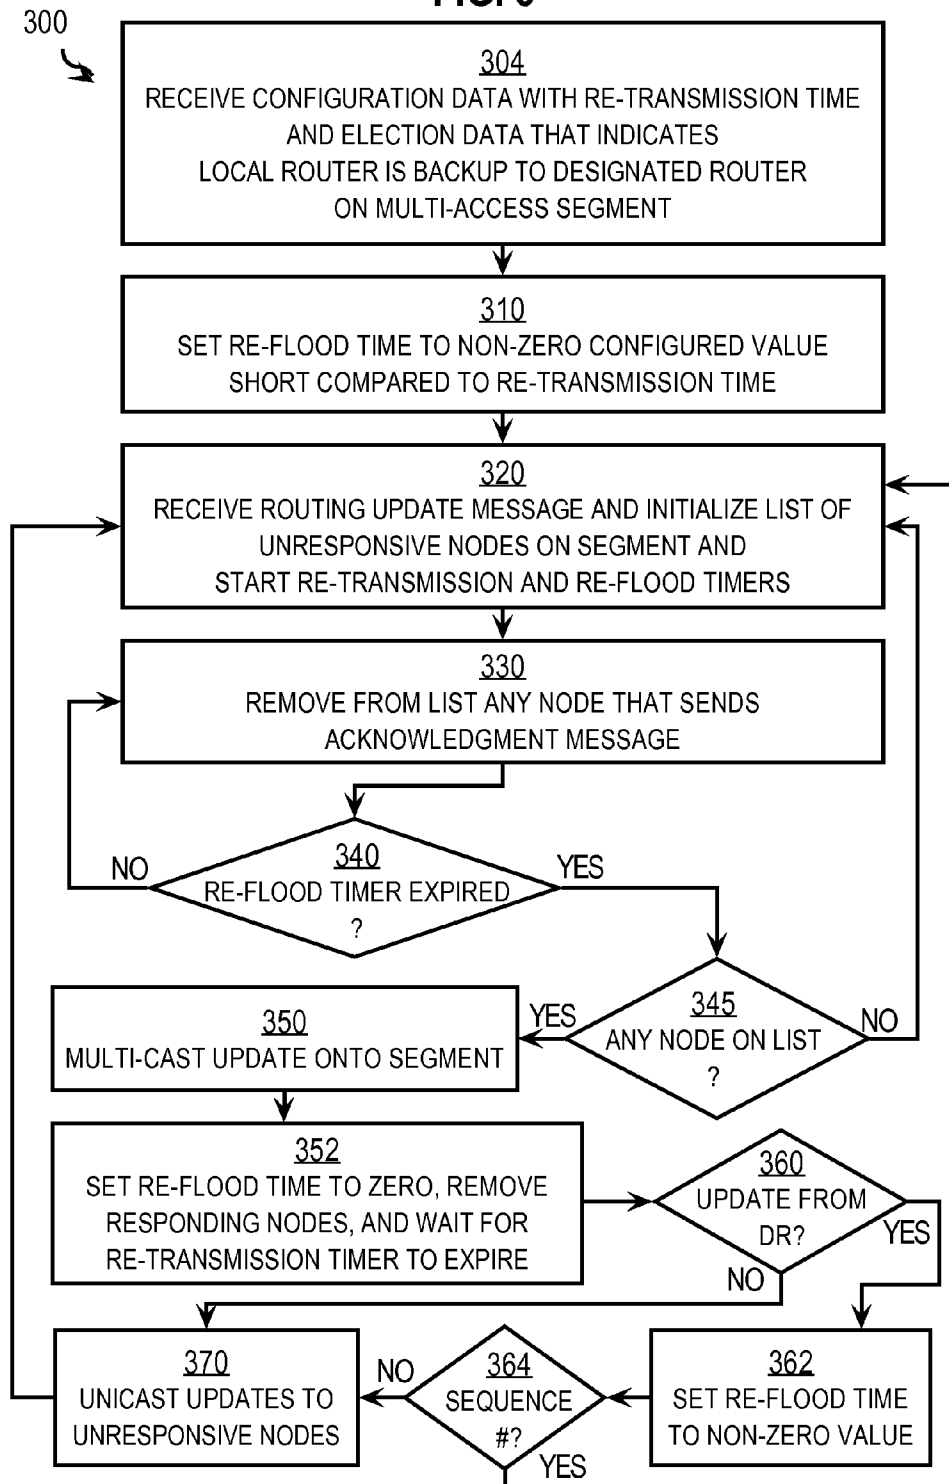 300
304
RECEIVE CONFIGURATION DATA WITH RE-TRANSMISSION TIME
AND ELECTION DATA THAT INDICATES
LOCAL ROUTER IS BACKUP TO DESIGNATED ROUTER
ON MULTI-ACCESS SEGMENT
310
SET RE-FLOOD TIME TO NON-ZERO CONFIGURED VALUE
SHORT COMPARED TO RE-TRANSMISSION TIME
320
RECEIVE ROUTING UPDATE MESSAGE AND INITIALIZE LIST OF
UNRESPONSIVE NODES ON SEGMENT AND
START RE-TRANSMISSION AND RE-FLOOD TIMERS
330
REMOVE FROM LIST ANY NODE THAT SENDS
ACKNOWLEDGMENT MESSAGE
NO
340
RE-FLOOD TIMER EXPIRED
?
YES
YES
345
ANY NODE ON LIST
?
NO
350
MULTI-CAST UPDATE ONTO SEGMENT
352
SET RE-FLOOD TIME TO ZERO, REMOVE
RESPONDING NODES, AND WAIT FOR
RE-TRANSMISSION TIMER TO EXPIRE
360
UPDATE FROM
DR?
YES
NO
370
UNICAST UPDATES TO
UNRESPONSIVE NODES
NO
364
SEQUENCE
#?
YES
362
SET RE-FLOOD TIME
TO NON-ZERO VALUE